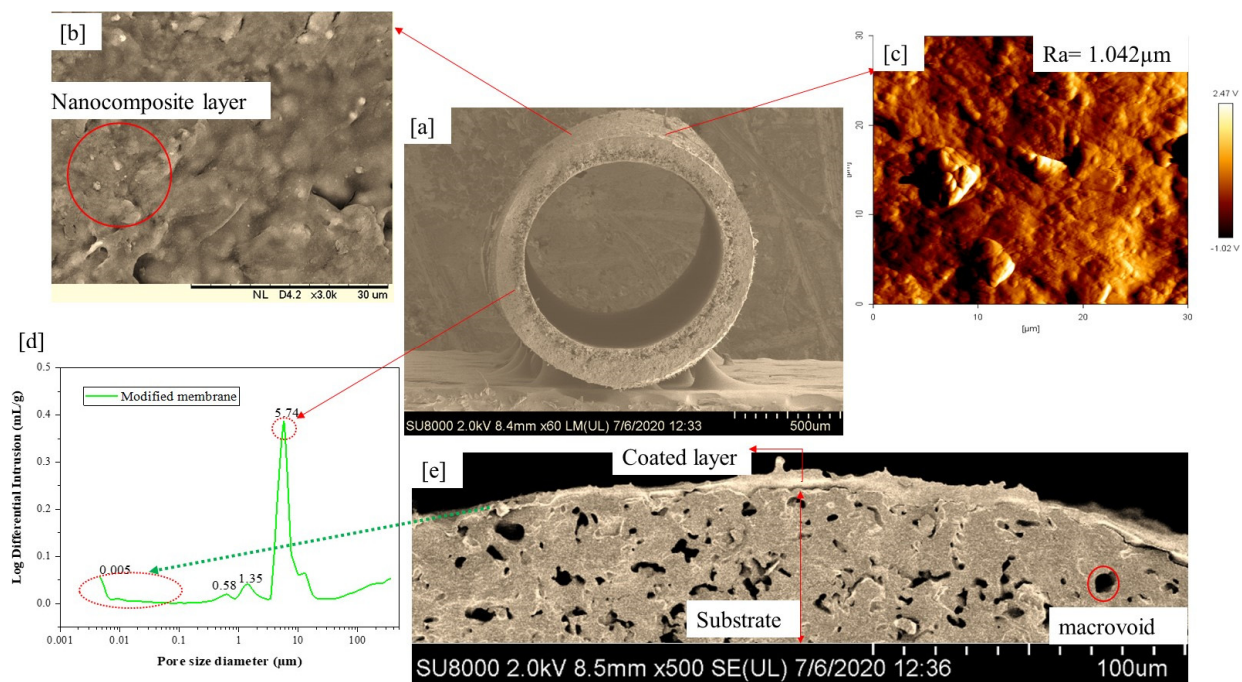 [b]
Nanocomposite layer
NL D4.2 x3.0k 30 um
[a]
SU8000 2.0kV 8.4mm x60 LM(UL) 7/6/2020 12:33
500um
[c]
Ra= 1.042µm
30
20
10
0
[µm]
0
10
20
30
[µm]
2.47 V
-1.02 V
[d]
Modified membrane
Log Differential Intrusion (mL/g)
0.5
0.4
0.3
0.2
0.1
0.0
0.005
0.58
1.35
5.74
0.001
0.01
0.1
1
10
100
Pore size diameter (µm)
[e]
Coated layer
Substrate
macrovoid
SU8000 2.0kV 8.5mm x500 SE(UL) 7/6/2020 12:36
100um